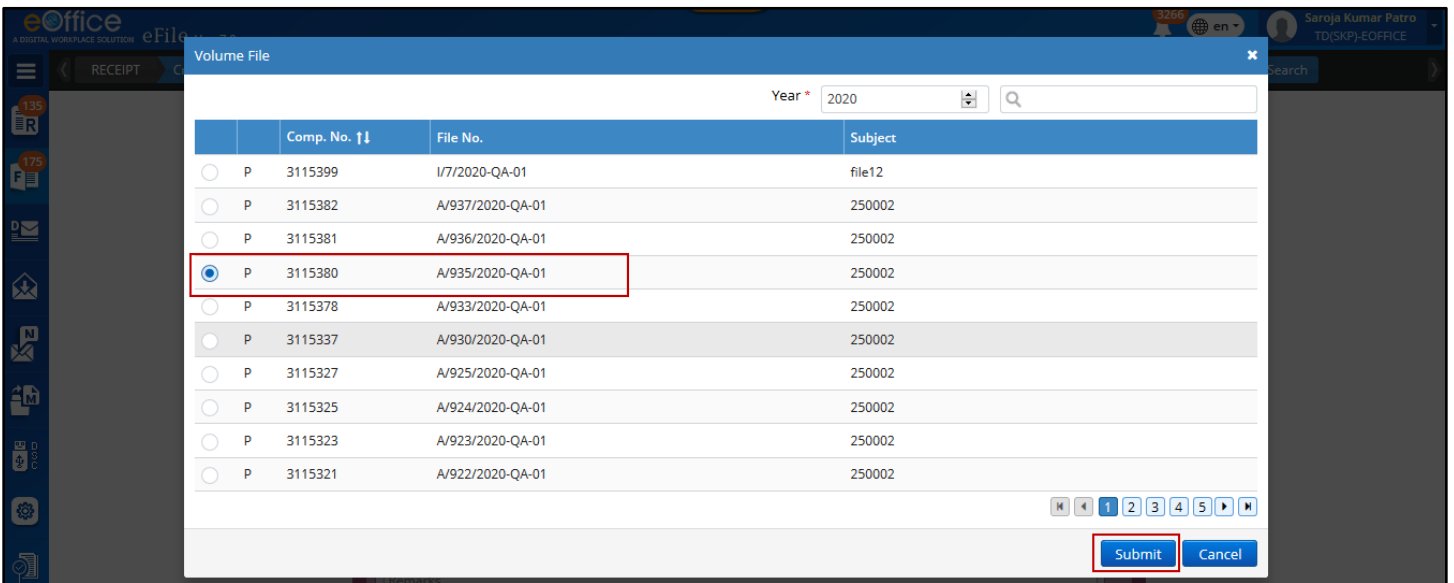 eOffice
A DIGITAL WORKPLACE SOLUTION eFile
3266
en
Saroja Kumar Patro
TD(SKP)-EOFFICE
RECEIPT
Search
Volume File
Year * 2020
Comp. No. File No. Subject
P 3115399 I/7/2020-QA-01 file12
P 3115382 A/937/2020-QA-01 250002
P 3115381 A/936/2020-QA-01 250002
P 3115380 A/935/2020-QA-01 250002
P 3115378 A/933/2020-QA-01 250002
P 3115337 A/930/2020-QA-01 250002
P 3115327 A/925/2020-QA-01 250002
P 3115325 A/924/2020-QA-01 250002
P 3115323 A/923/2020-QA-01 250002
P 3115321 A/922/2020-QA-01 250002
1 2 3 4 5
Submit Cancel
Remarks
135
R
175
F
D
N
M
DSC